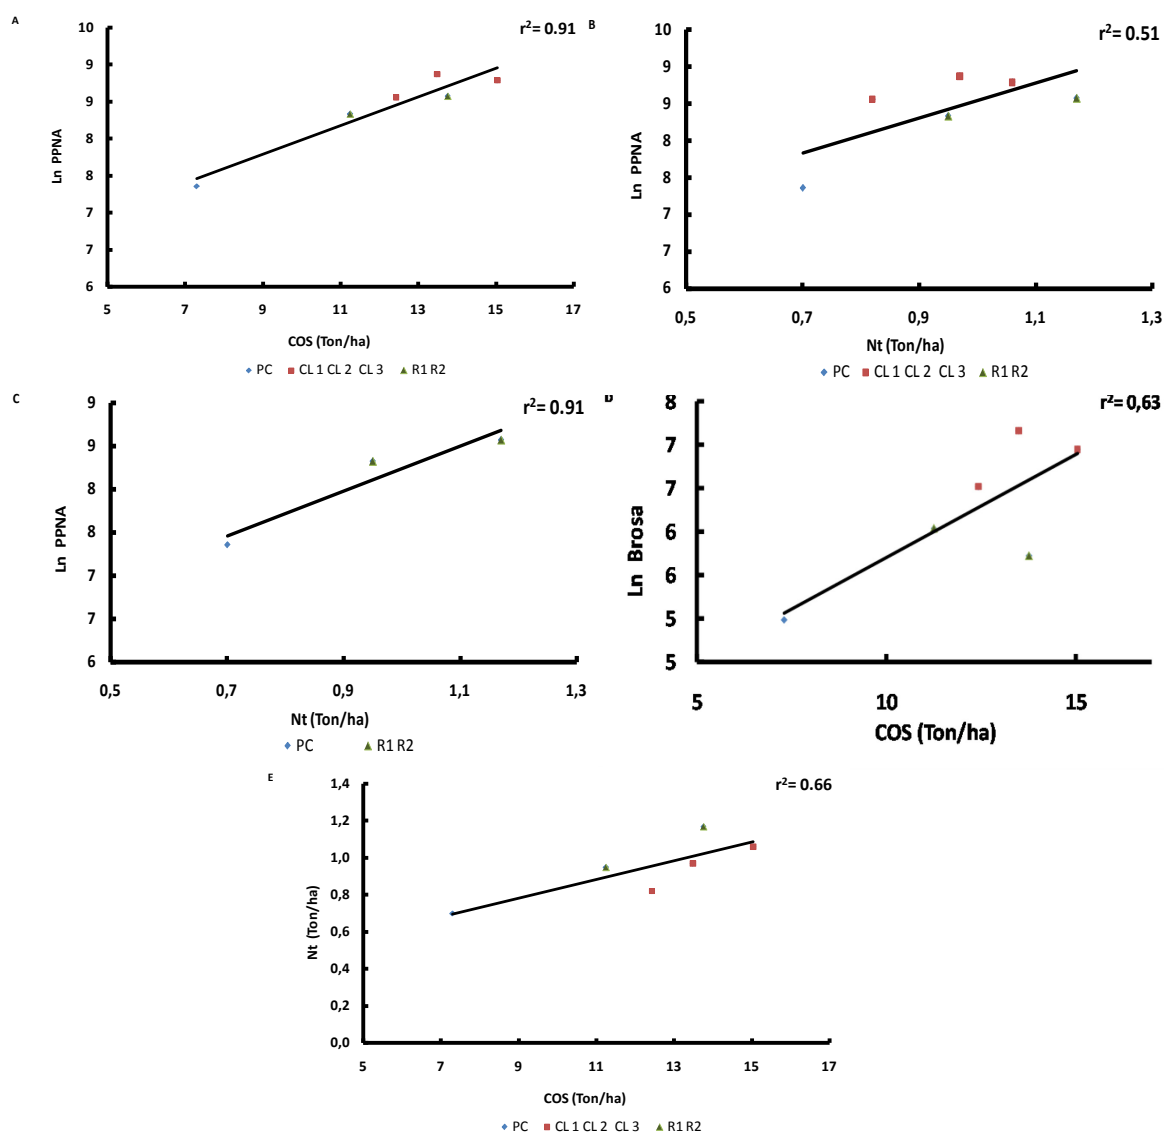 A
r²= 0.91
10
9
9
8
8
7
7
6
Ln PPNA
5 7 9 11 13 15 17
COS (Ton/ha)
PC CL 1 CL 2 CL 3 R1 R2
B
r²= 0.51
10
9
9
8
8
7
7
6
Ln PPNA
0,5 0,7 0,9 1,1 1,3
Nt (Ton/ha)
PC CL 1 CL 2 CL 3 R1 R2
C
r²= 0.91
9
9
8
8
7
7
6
Ln PPNA
0,5 0,7 0,9 1,1 1,3
Nt (Ton/ha)
PC R1 R2
D
r²= 0,63
8
7
7
6
6
5
5
Ln Brosa
5 10 15
COS (Ton/ha)
E
r²= 0.66
1,4
1,2
1,0
0,8
0,6
0,4
0,2
0,0
Nt (Ton/ha)
5 7 9 11 13 15 17
COS (Ton/ha)
PC CL 1 CL 2 CL 3 R1 R2